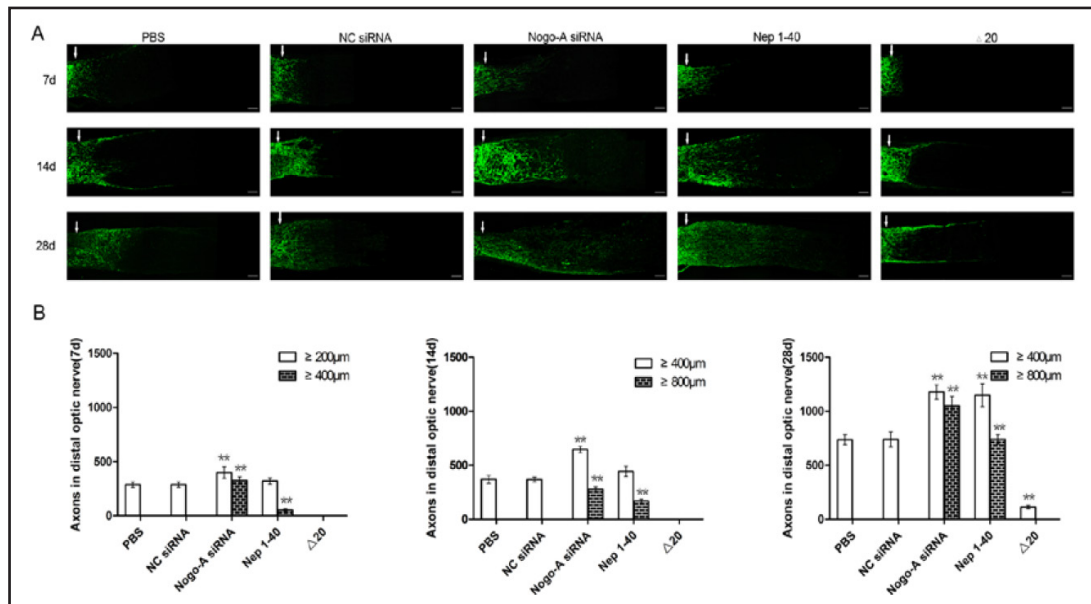 A
PBS
NC siRNA
Nogo-A siRNA
Nep 1-40
△20
7d
14d
28d
B
Axons in distal optic nerve(7d)
1500
1000
500
0
≥ 200μm
≥ 400μm
**
**
**
PBS
NC siRNA
Nogo-A siRNA
Nep 1-40
△20
Axons in distal optic nerve(14d)
1500
1000
500
0
≥ 400μm
≥ 800μm
**
**
**
PBS
NC siRNA
Nogo-A siRNA
Nep 1-40
△20
Axons in distal optic nerve(28d)
1500
1000
500
0
≥ 400μm
≥ 800μm
**
**
**
**
**
PBS
NC siRNA
Nogo-A siRNA
Nep 1-40
△20